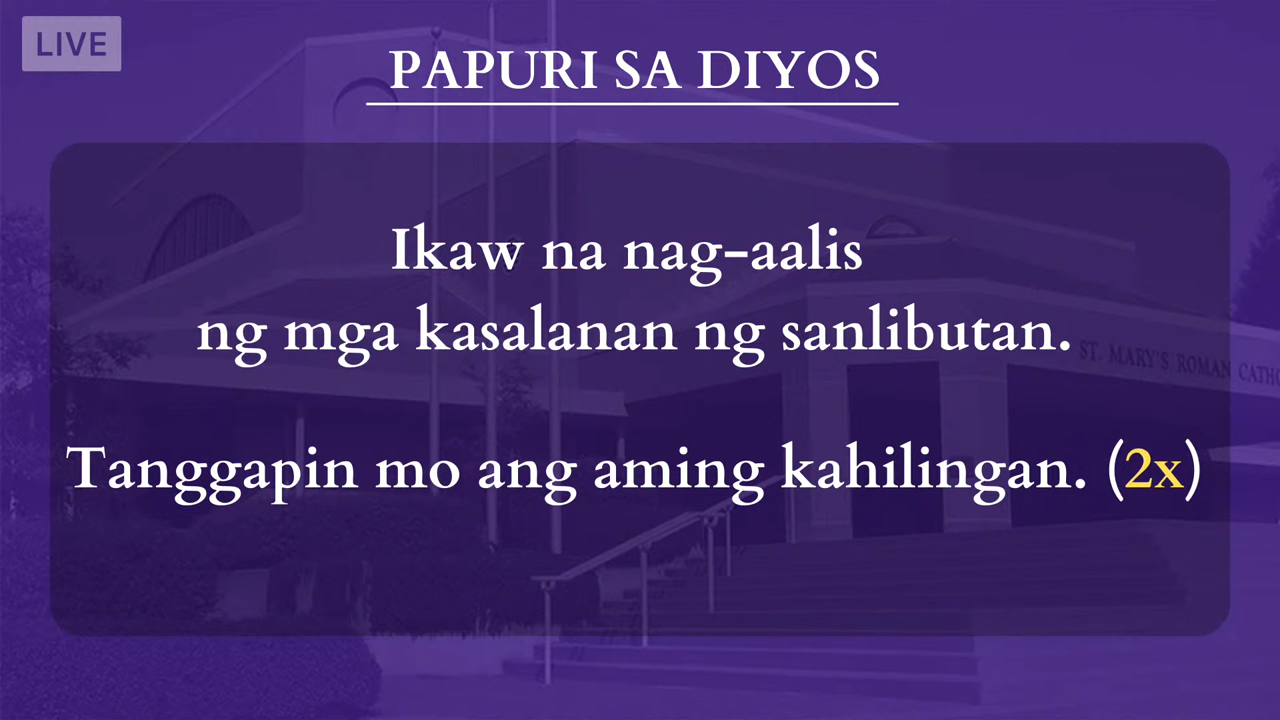 LIVE
PAPURI SA DIYOS
Ikaw na nag-aalis
ng mga kasalanan ng sanlibutan.
ST. MARY'S ROMAN
Tanggapin mo ang aming kahilingan. (2x)